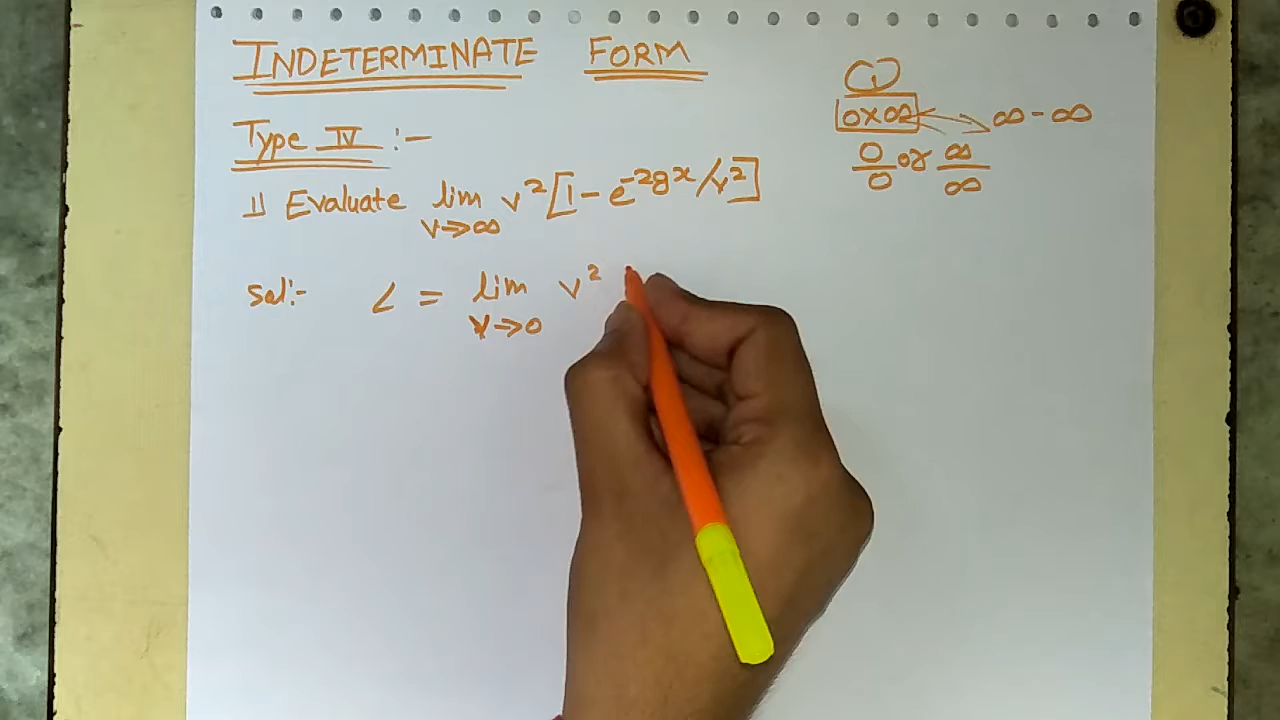 INDETERMINATE FORM
Type IV :-
1) Evaluate lim v→∞ v²[1 - e^-2gx/v²]
Sol:- L = lim v→0 v²
0×∞ ∞ - ∞
0/0 or ∞/∞